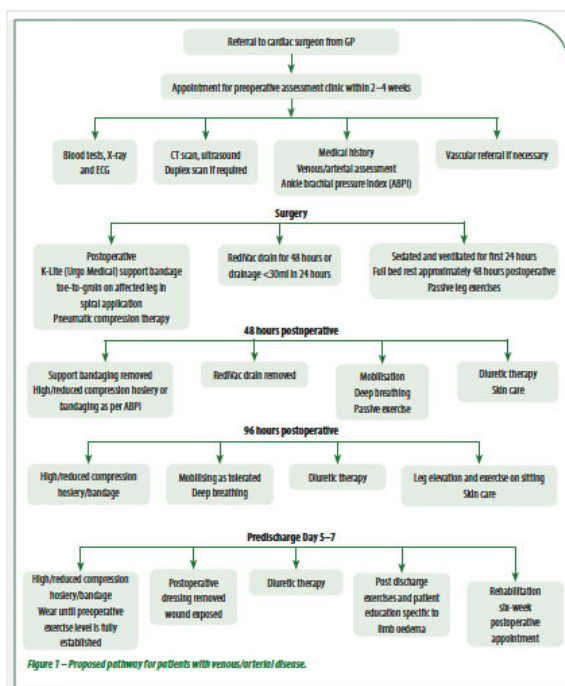 Referral to cardiac surgeon from GP
Appointment for preoperative assessment clinic within 2–4 weeks
Blood tests, X-ray
and ECG
CT scan, ultrasound
Duplex scan if required
Medical history
Venous/arterial assessment
Ankle brachial pressure index (ABPI)
Vascular referral if necessary
Surgery
Postoperative
K-Lite (Urgo Medical) support bandage
toe-to-groin on affected leg in
spiral application
Pneumatic compression therapy
RediVac drain for 48 hours or
drainage <30ml in 24 hours
Sedated and ventilated for first 24 hours
Full bed rest approximately 48 hours postoperative
Passive leg exercises
48 hours postoperative
Support bandaging removed
High/reduced compression hosiery or
bandaging as per ABPI
RediVac drain removed
Mobilisation
Deep breathing
Passive exercise
Diuretic therapy
Skin care
96 hours postoperative
High/reduced compression
hosiery/bandage
Mobilising as tolerated
Deep breathing
Diuretic therapy
Leg elevation and exercise on sitting
Skin care
Predischarge Day 5–7
High/reduced compression
hosiery/bandage
Wear until preoperative
exercise level is fully
established
Postoperative
dressing removed
wound exposed
Diuretic therapy
Post discharge
exercises and patient
education specific to
limb oedema
Rehabilitation
six-week
postoperative
appointment
Figure 1 – Proposed pathway for patients with venous/arterial disease.